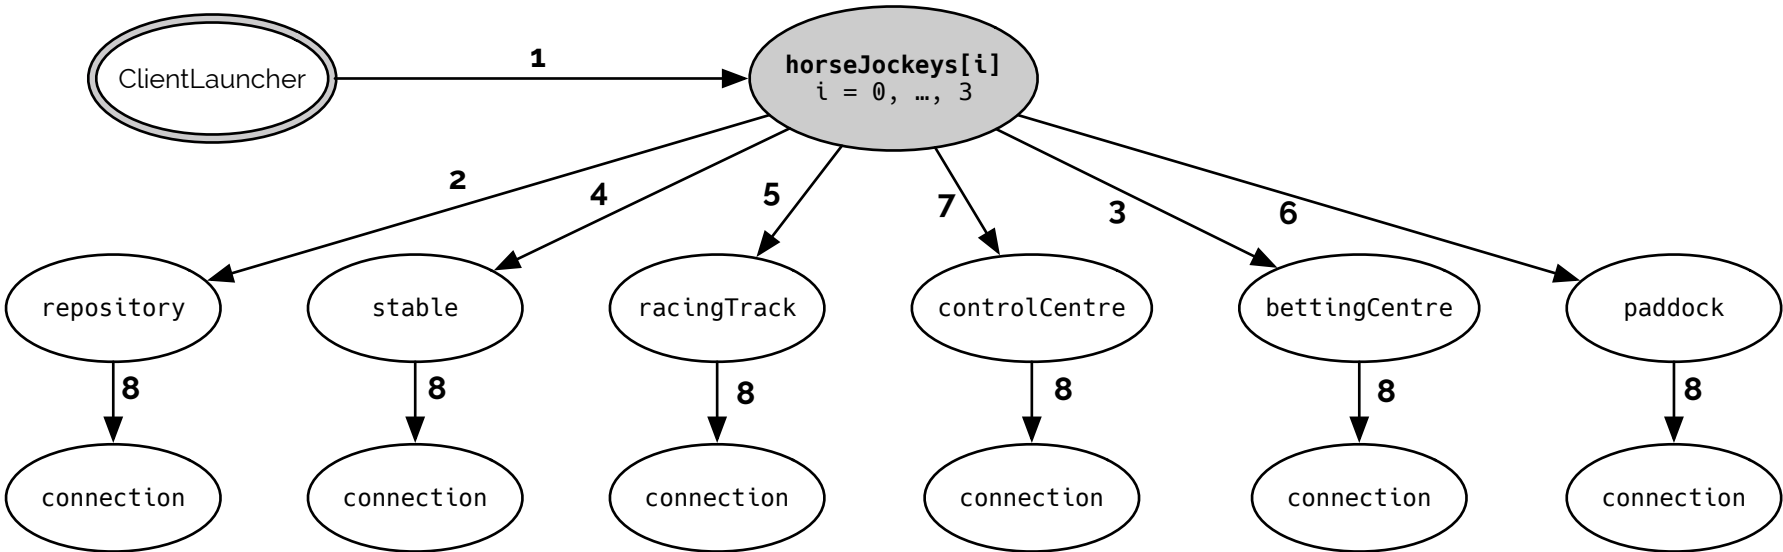 1
ClientLauncher
horseJockeys[i]
i = 0, …, 3
2
4
5
7
3
6
repository
stable
racingTrack
controlCentre
bettingCentre
paddock
8
8
8
8
8
8
connection
connection
connection
connection
connection
connection